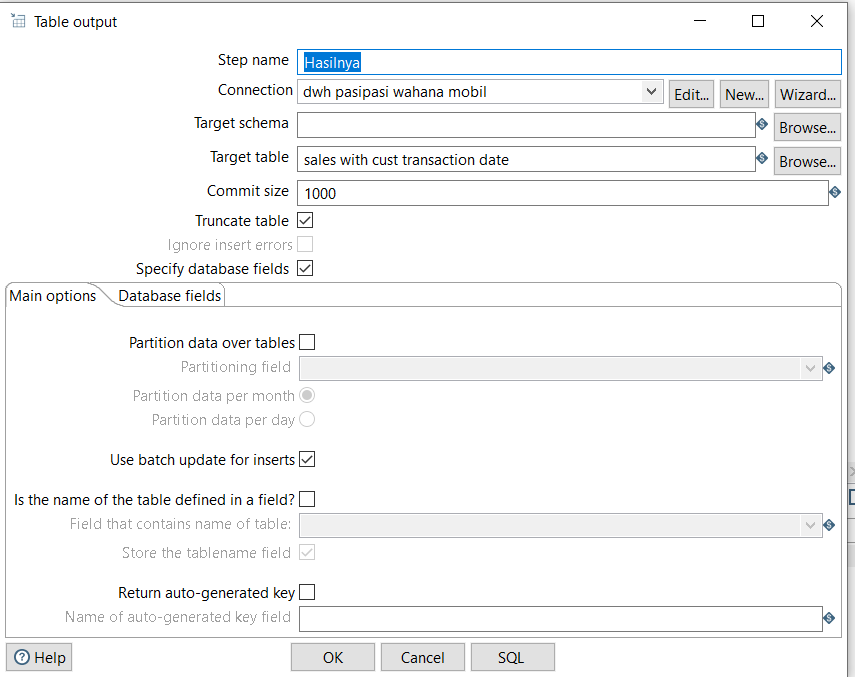 Table output
Step name Hasilnya
Connection dwh pasipasi wahana mobil Edit... New... Wizard...
Target schema Browse...
Target table sales with cust transaction date Browse...
Commit size 1000
Truncate table
Ignore insert errors
Specify database fields
Main options Database fields
Partition data over tables
Partitioning field
Partition data per month
Partition data per day
Use batch update for inserts
Is the name of the table defined in a field?
Field that contains name of table:
Store the tablename field
Return auto-generated key
Name of auto-generated key field
Help OK Cancel SQL